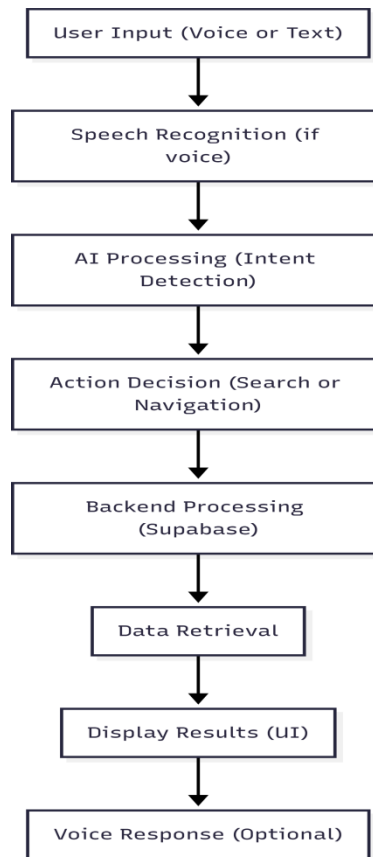 User Input (Voice or Text)
Speech Recognition (if
voice)
AI Processing (Intent
Detection)
Action Decision (Search or
Navigation)
Backend Processing
(Supabase)
Data Retrieval
Display Results (UI)
Voice Response (Optional)